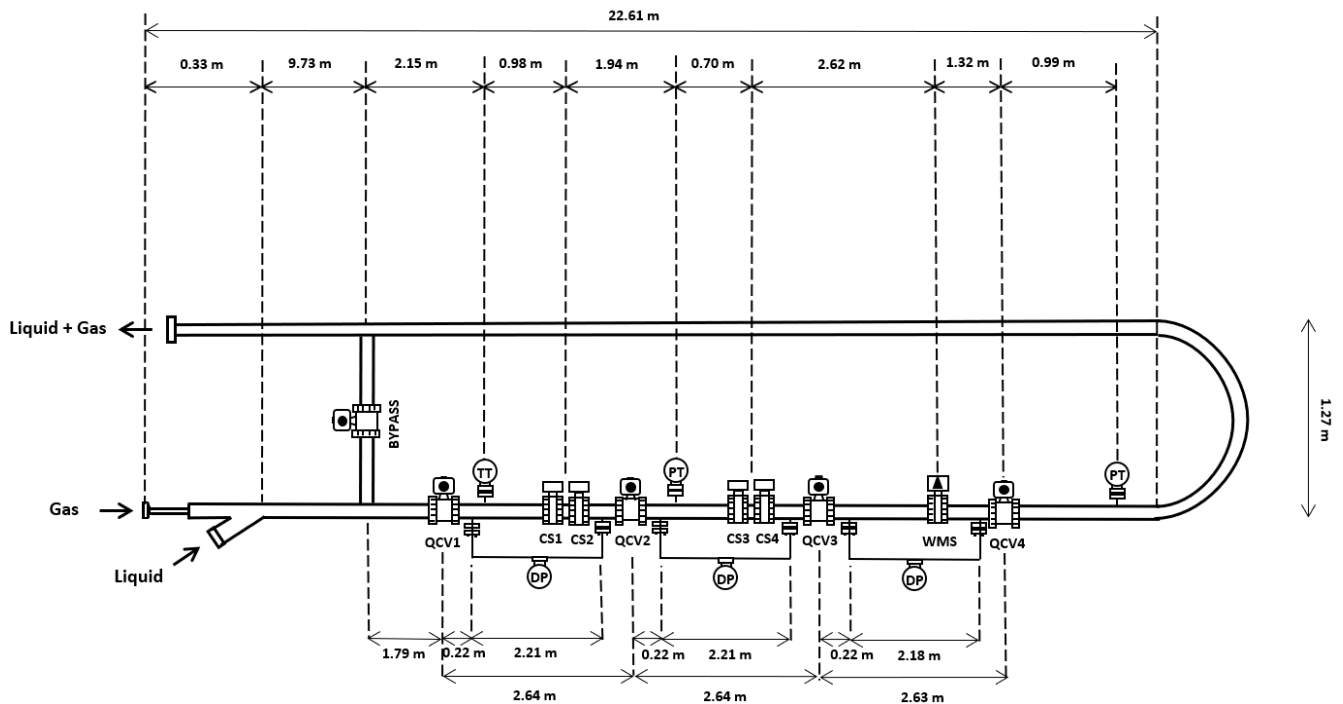 22.61 m
0.33 m
9.73 m
2.15 m
0.98 m
1.94 m
0.70 m
2.62 m
1.32 m
0.99 m
Liquid + Gas
BYPASS
1.27 m
TT
PT
PT
Gas
Liquid
QCV1
CS1
CS2
QCV2
CS3
CS4
QCV3
WMS
QCV4
DP
DP
DP
1.79 m
0.22 m
2.21 m
0.22 m
2.21 m
0.22 m
2.18 m
2.64 m
2.64 m
2.63 m